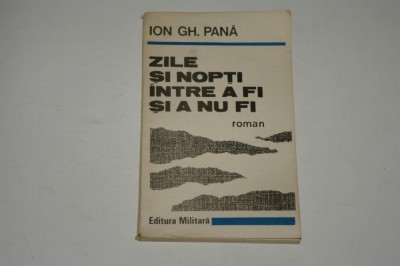 ION GH. PANĂ
ZILE
ȘI NOPȚI
ÎNTRE A FI
ȘI A NU FI
roman
Editura Militară